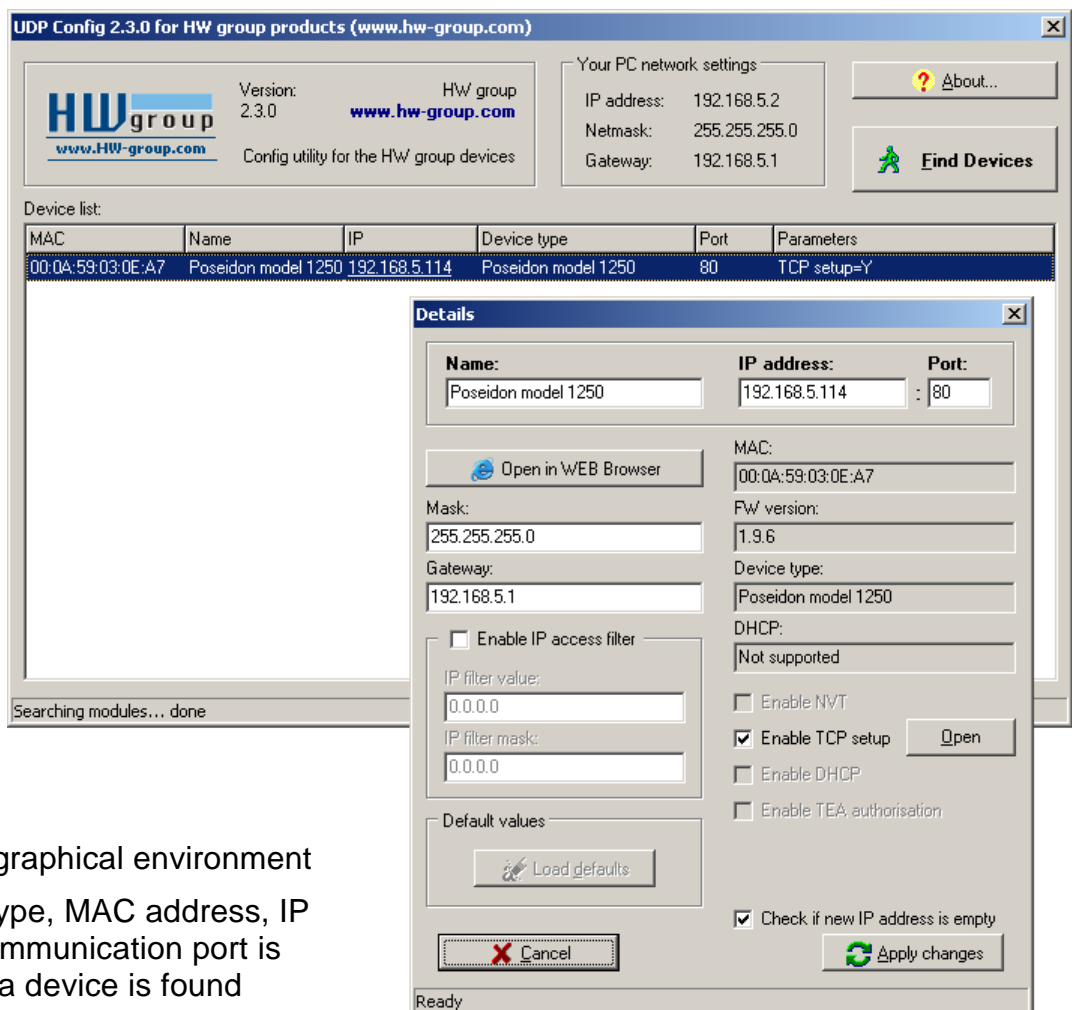 UDP Config 2.3.0 for HW group products (www.hw-group.com)
HW group
www.HW-group.com
Version: HW group
2.3.0 www.hw-group.com
Config utility for the HW group devices
Your PC network settings
IP address: 192.168.5.2
Netmask: 255.255.255.0
Gateway: 192.168.5.1
? About...
Find Devices
Device list:
MAC Name IP Device type Port Parameters
00:0A:59:03:0E:A7 Poseidon model 1250 192.168.5.114 Poseidon model 1250 80 TCP setup=Y
Searching modules... done
Details
Name: IP address: Port:
Poseidon model 1250 192.168.5.114 : 80
Open in WEB Browser
Mask:
255.255.255.0
Gateway:
192.168.5.1
Enable IP access filter
IP filter value:
0.0.0.0
IP filter mask:
0.0.0.0
Default values
Load defaults
Cancel
MAC:
00:0A:59:03:0E:A7
FW version:
1.9.6
Device type:
Poseidon model 1250
DHCP:
Not supported
Enable NVT
Enable TCP setup Open
Enable DHCP
Enable TEA authorisation
Check if new IP address is empty
Apply changes
Ready
graphical environment
ype, MAC address, IP
mmunication port is
a device is found